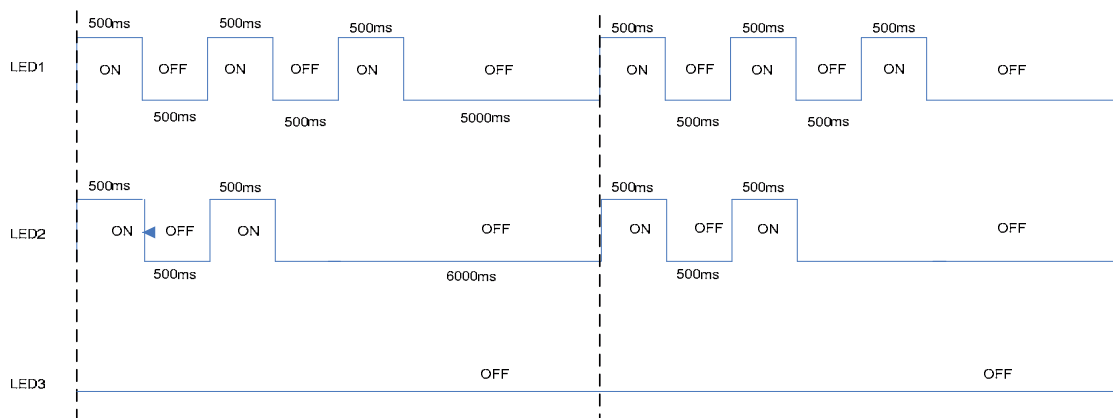 500ms 500ms 500ms 500ms 500ms 500ms
LED1 ON OFF ON OFF ON OFF ON OFF ON OFF ON OFF
500ms 500ms 5000ms 500ms 500ms
500ms 500ms 500ms 500ms
LED2 ON OFF ON OFF ON OFF ON OFF
500ms 6000ms 500ms
LED3 OFF OFF